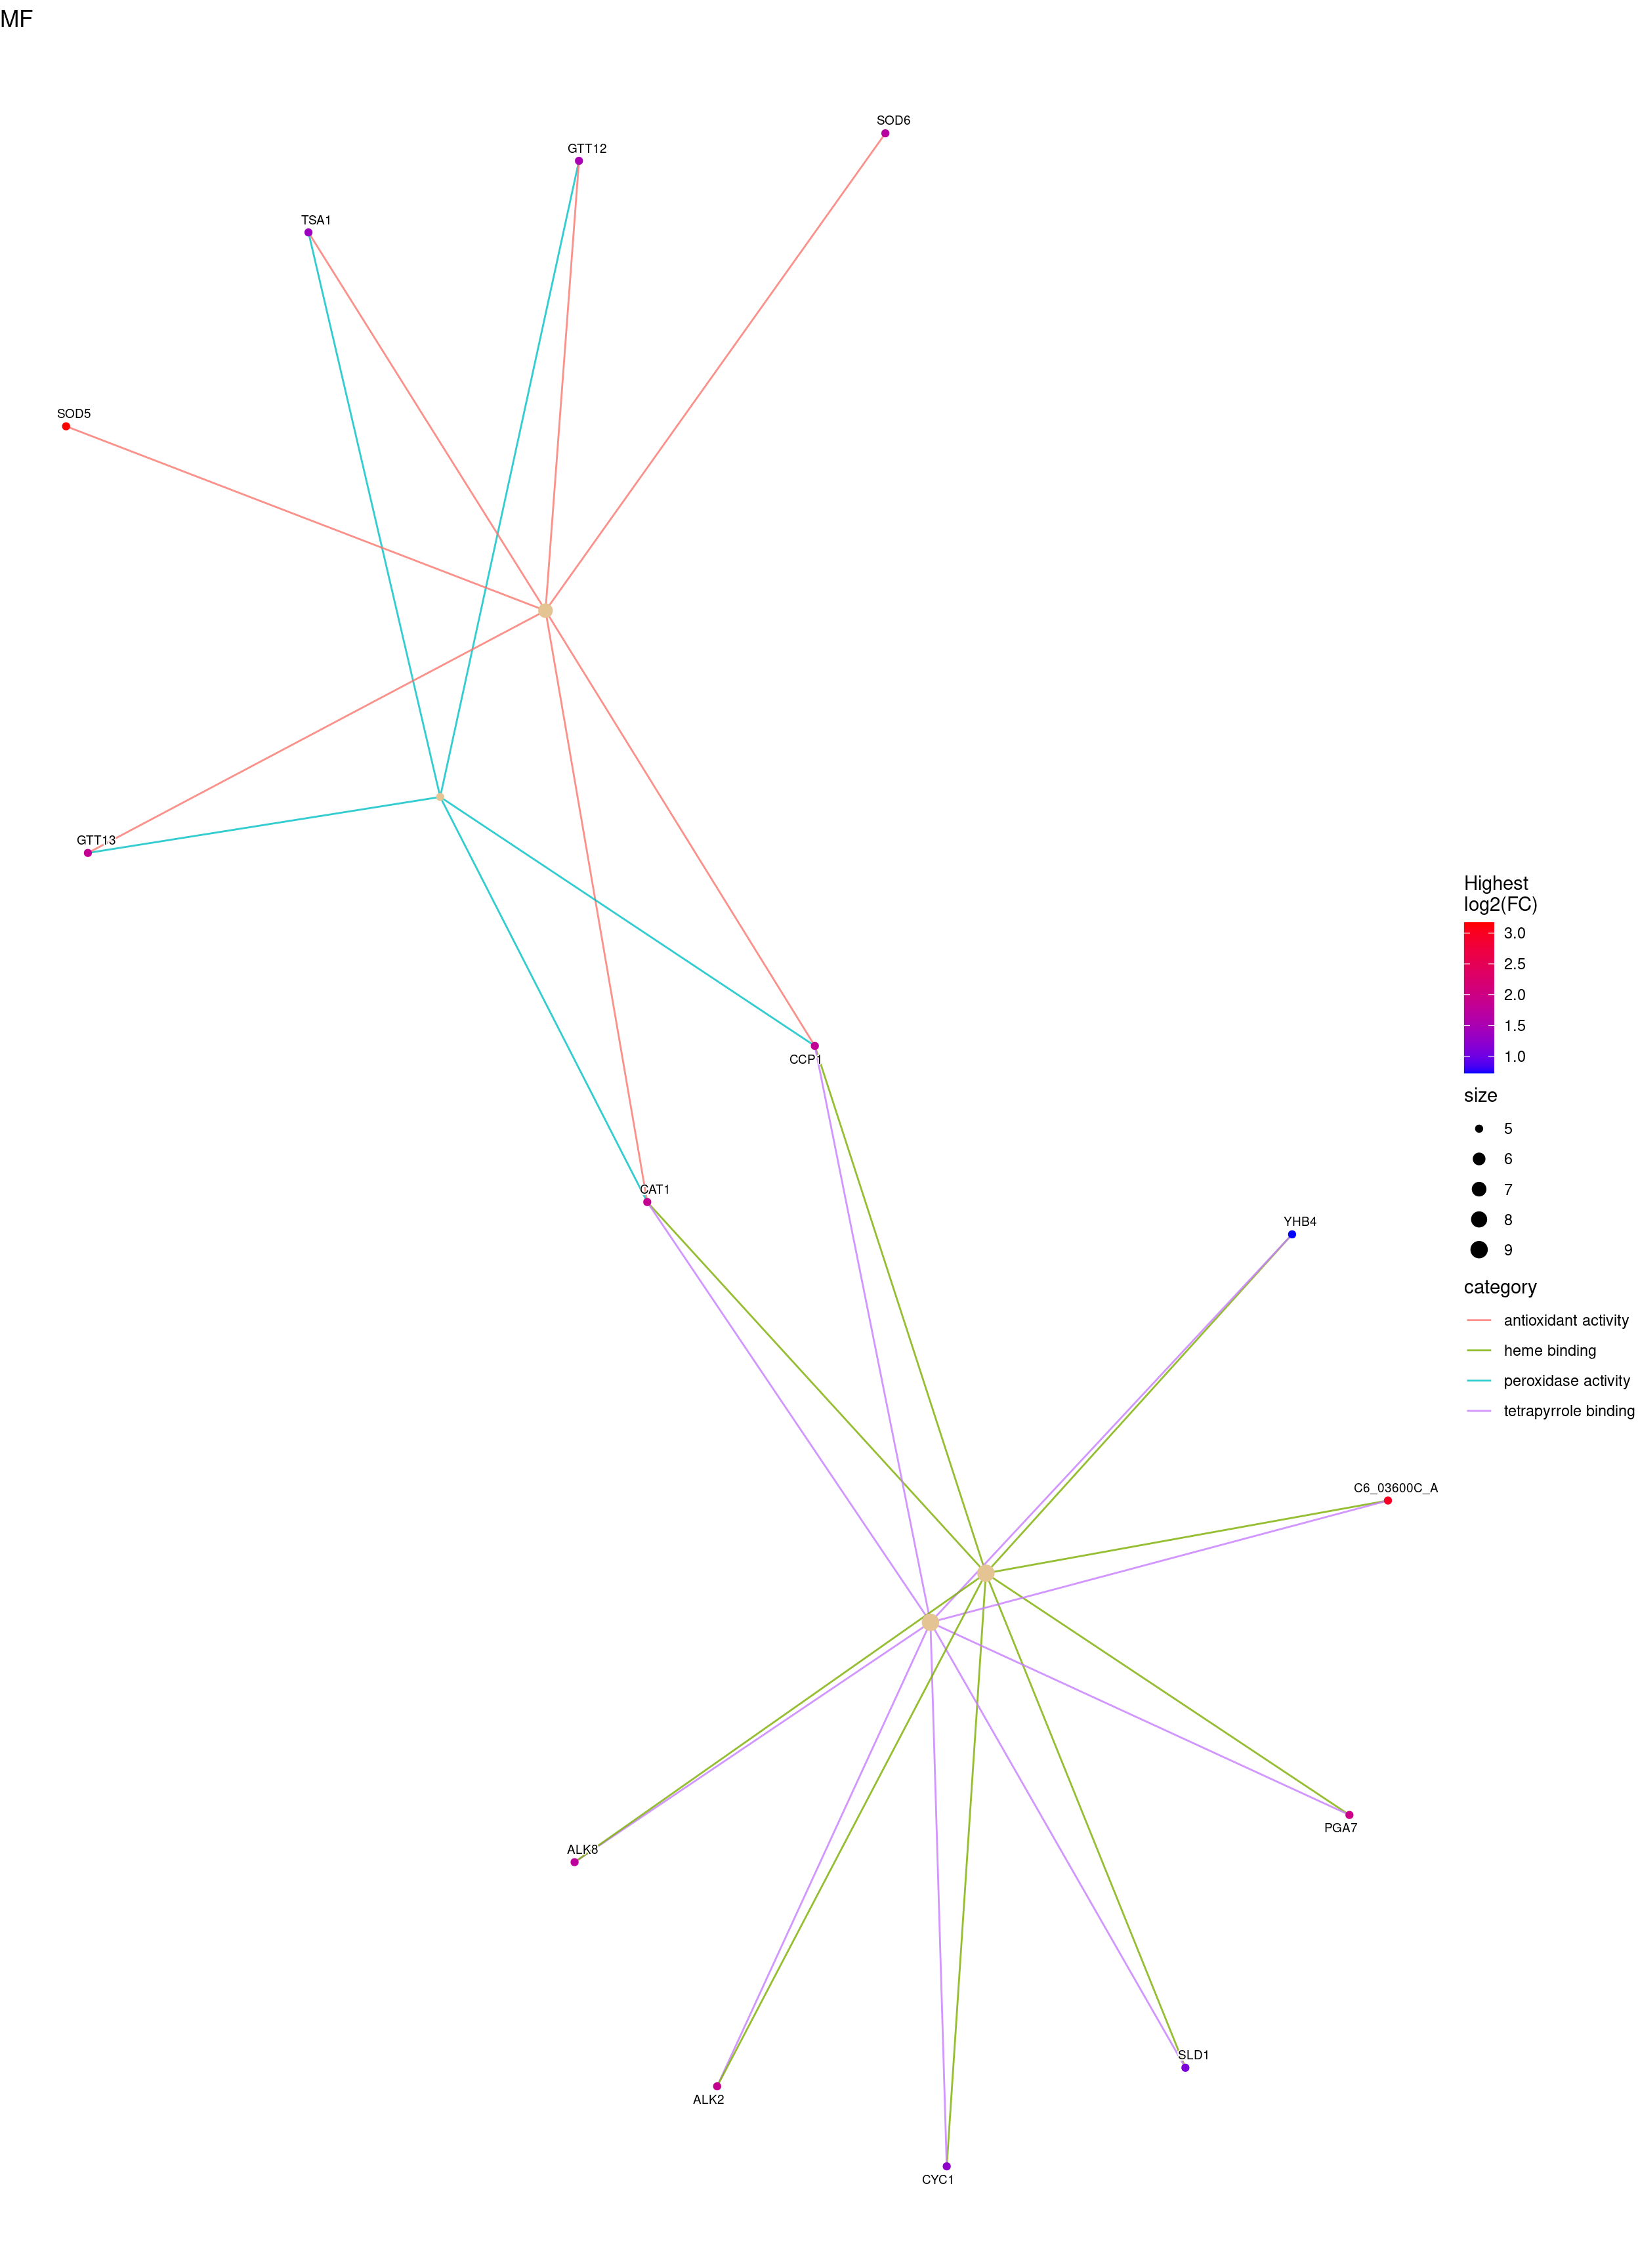 MF
SOD6
GTT12
TSA1
SOD5
GTT13
CCP1
CAT1
YHB4
C6_03600C_A
PGA7
ALK8
SLD1
ALK2
CYC1
Highest
log2(FC)
3.0
2.5
2.0
1.5
1.0
size
5
6
7
8
9
category
antioxidant activity
heme binding
peroxidase activity
tetrapyrrole binding